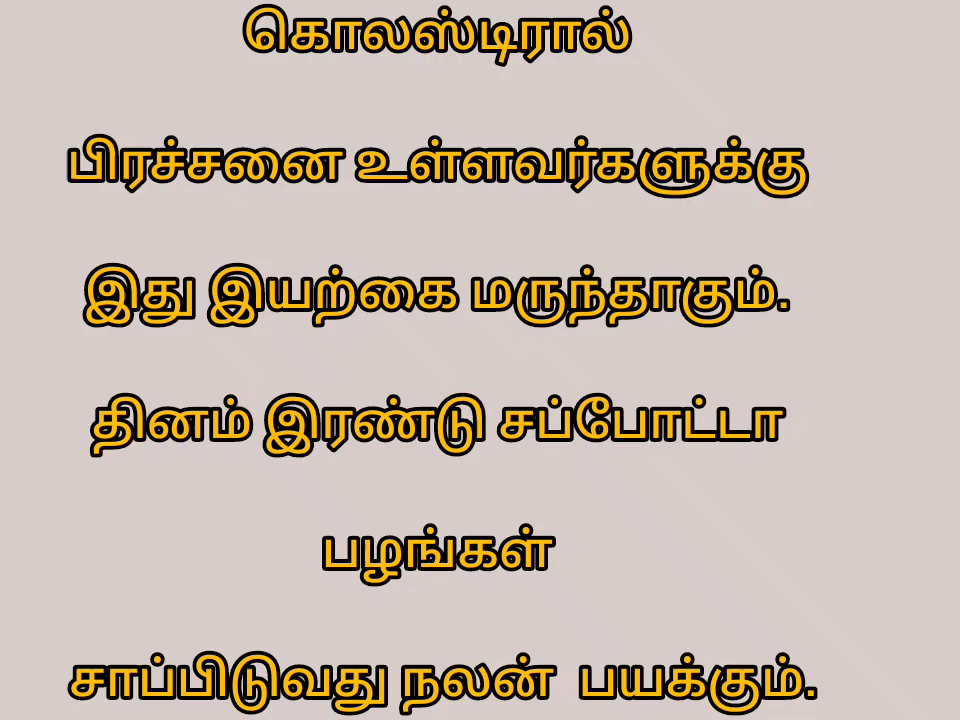 கொலஸ்டிரால்
பிரச்சனை உள்ளவர்களுக்கு
இது இயற்கை மருந்தாகும்.
தினம் இரண்டு சப்போட்டா
பழங்கள்
சாப்பிடுவது நலன் பயக்கும்.